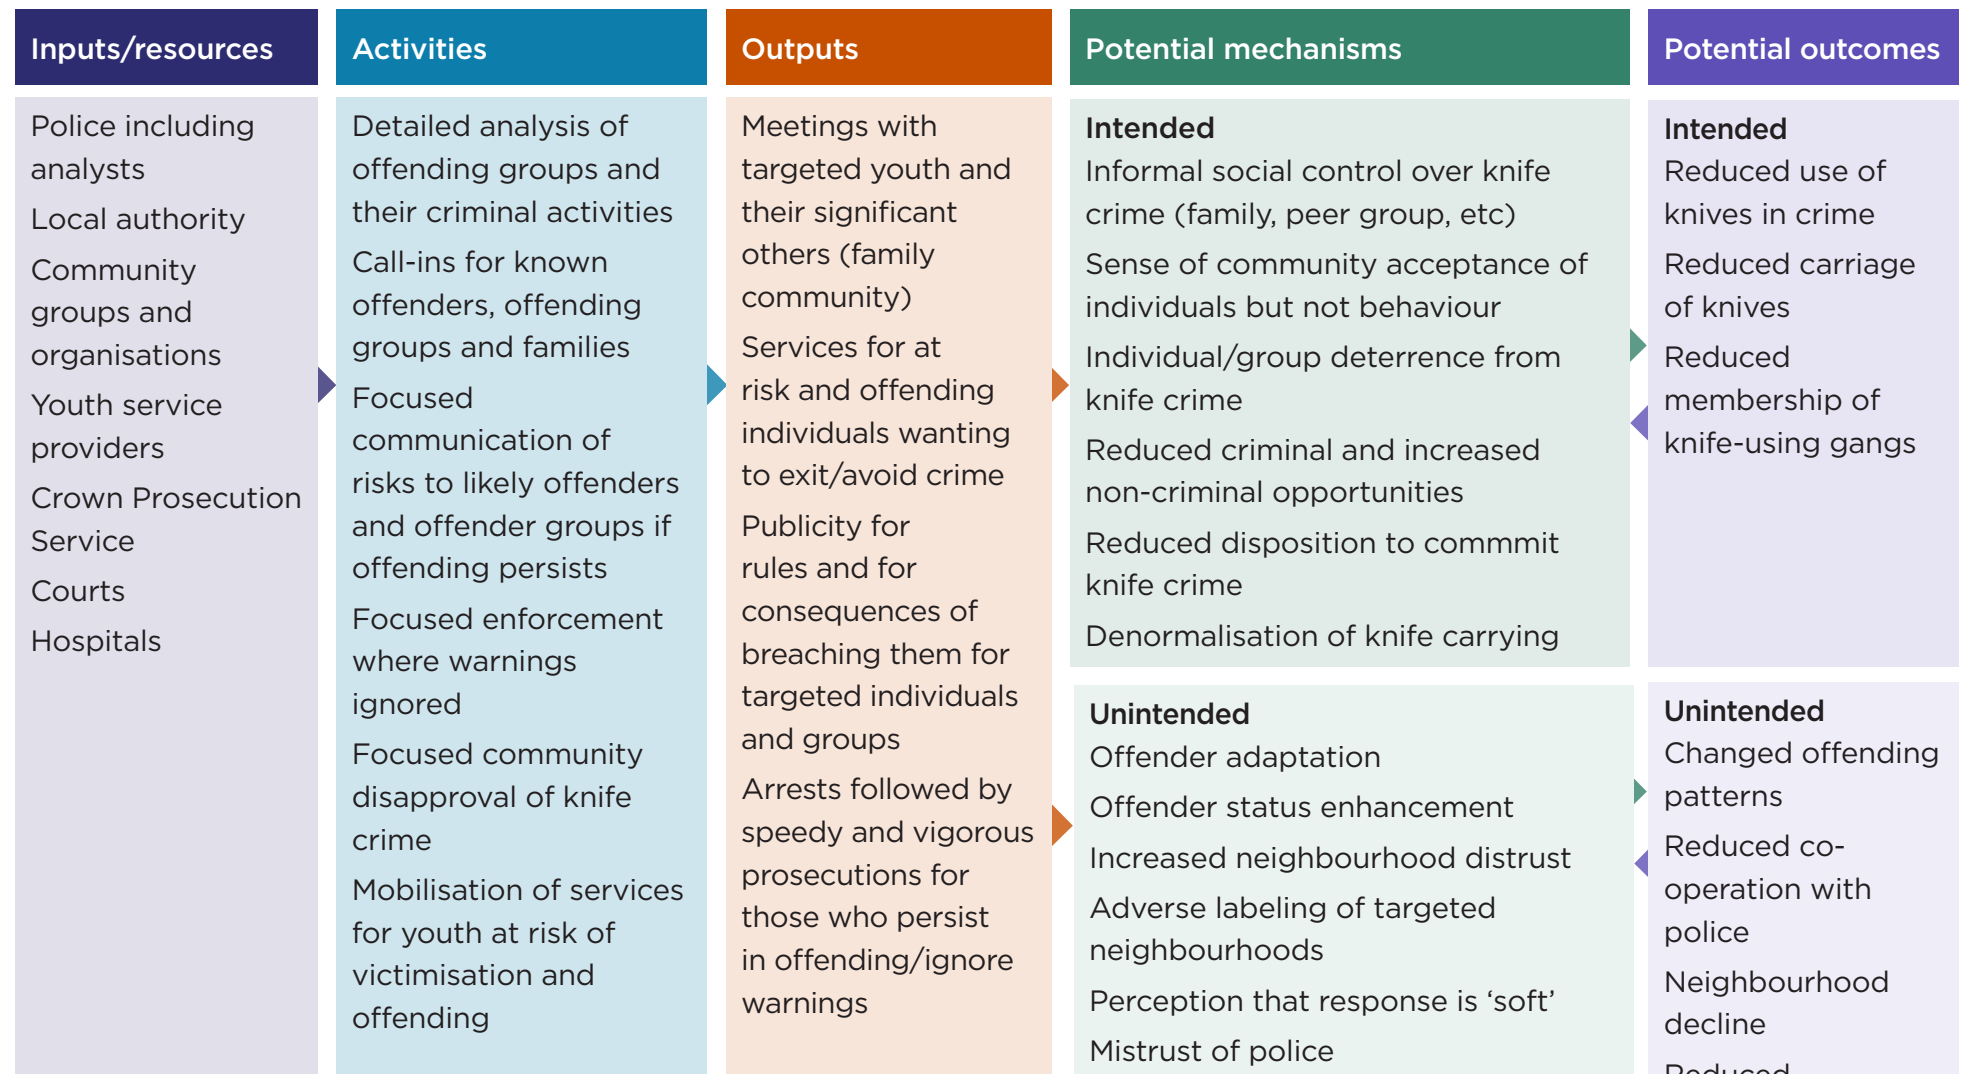 Inputs/resources
Police including
analysts
Local authority
Community
groups and
organisations
Youth service
providers
Crown Prosecution
Service
Courts
Hospitals
Activities
Detailed analysis of
offending groups and
their criminal activities
Call-ins for known
offenders, offending
groups and families
Focused
communication of
risks to likely offenders
and offender groups if
offending persists
Focused enforcement
where warnings
ignored
Focused community
disapproval of knife
crime
Mobilisation of services
for youth at risk of
victimisation and
offending
Outputs
Meetings with
targeted youth and
their significant
others (family
community)
Services for at
risk and offending
individuals wanting
to exit/avoid crime
Publicity for
rules and for
consequences of
breaching them for
targeted individuals
and groups
Arrests followed by
speedy and vigorous
prosecutions for
those who persist
in offending/ignore
warnings
Potential mechanisms
Intended
Informal social control over knife
crime (family, peer group, etc)
Sense of community acceptance of
individuals but not behaviour
Individual/group deterrence from
knife crime
Reduced criminal and increased
non-criminal opportunities
Reduced disposition to commmit
knife crime
Denormalisation of knife carrying
Unintended
Offender adaptation
Offender status enhancement
Increased neighbourhood distrust
Adverse labeling of targeted
neighbourhoods
Perception that response is ‘soft’
Mistrust of police
Potential outcomes
Intended
Reduced use of
knives in crime
Reduced carriage
of knives
Reduced
membership of
knife-using gangs
Unintended
Changed offending
patterns
Reduced co-
operation with
police
Neighbourhood
decline
Reduced